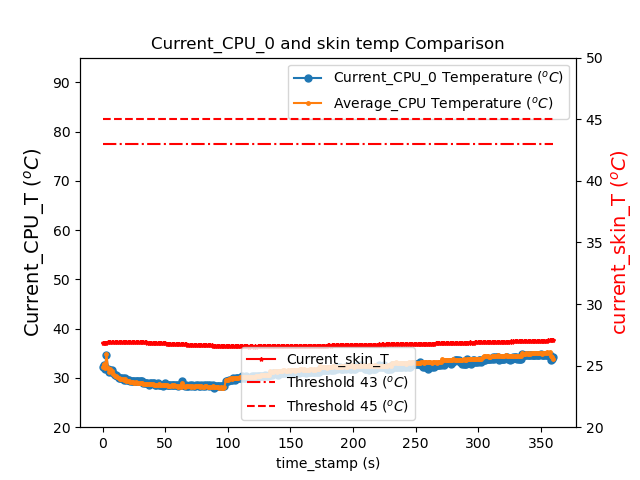 Current_CPU_0 and skin temp Comparison
Current_CPU_T (°C)
90
80
70
60
50
40
30
20
Current_CPU_0 Temperature (°C)
Average_CPU Temperature (°C)
Current_skin_T
Threshold 43 (°C)
Threshold 45 (°C)
50
45
40
35
30
25
20
current_skin_T (°C)
0 50 100 150 200 250 300 350
time_stamp (s)